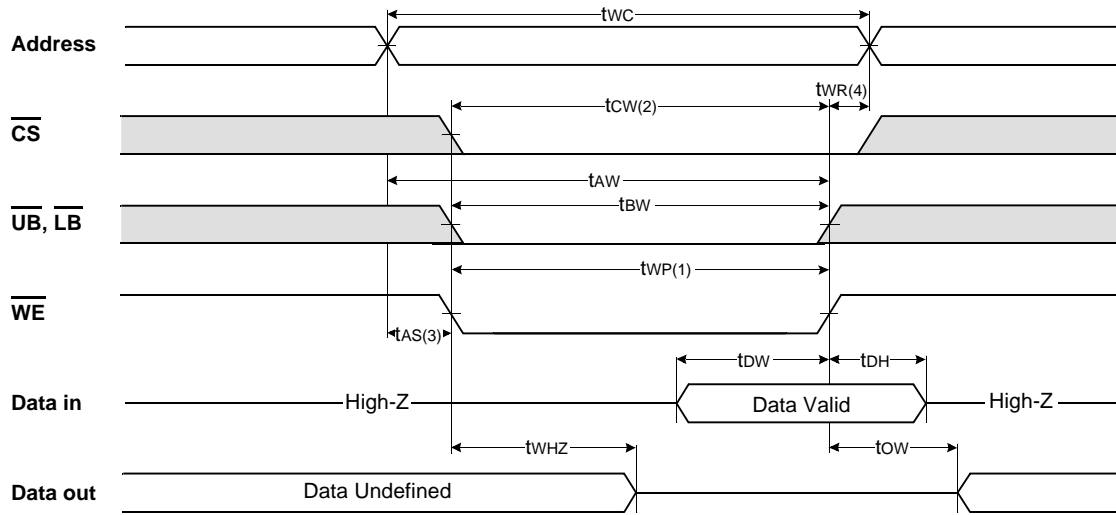 tWC
Address
tCW(2)
tWR(4)
CS
tAW
UB, LB
tBW
tWP(1)
WE
tAS(3)
tDW
tDH
Data in
High-Z
Data Valid
High-Z
tWHZ
tOW
Data out
Data Undefined